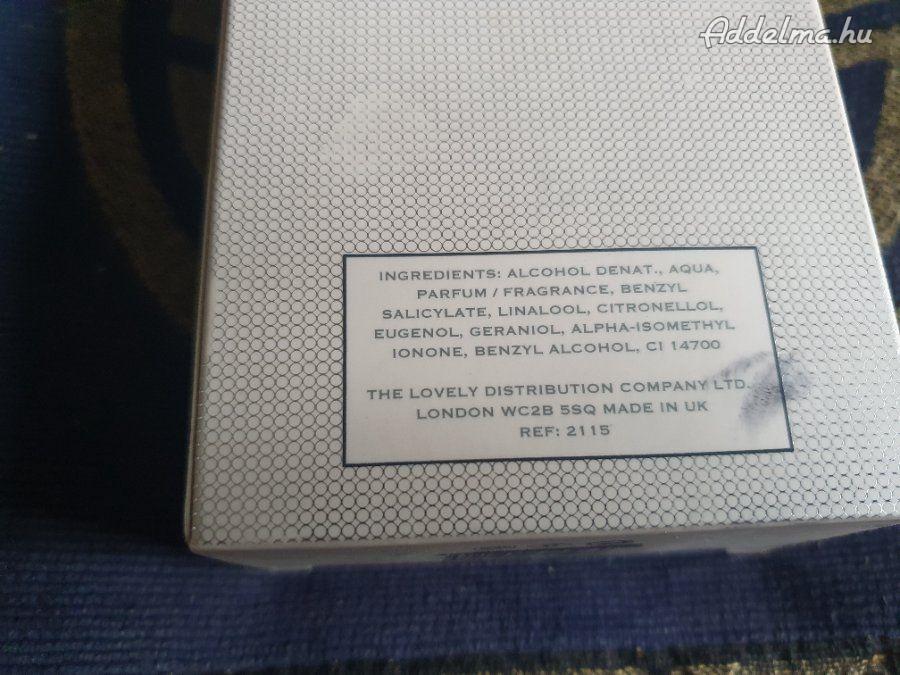 Addelma.hu
INGREDIENTS: ALCOHOL DENAT., AQUA,
PARFUM / FRAGRANCE, BENZYL
SALICYLATE, LINALOOL, CITRONELLOL,
EUGENOL, GERANIOL, ALPHA-ISOMETHYL
IONONE, BENZYL ALCOHOL, CI 14700
THE LOVELY DISTRIBUTION COMPANY LTD.
LONDON WC2B 5SQ MADE IN UK
REF: 2115